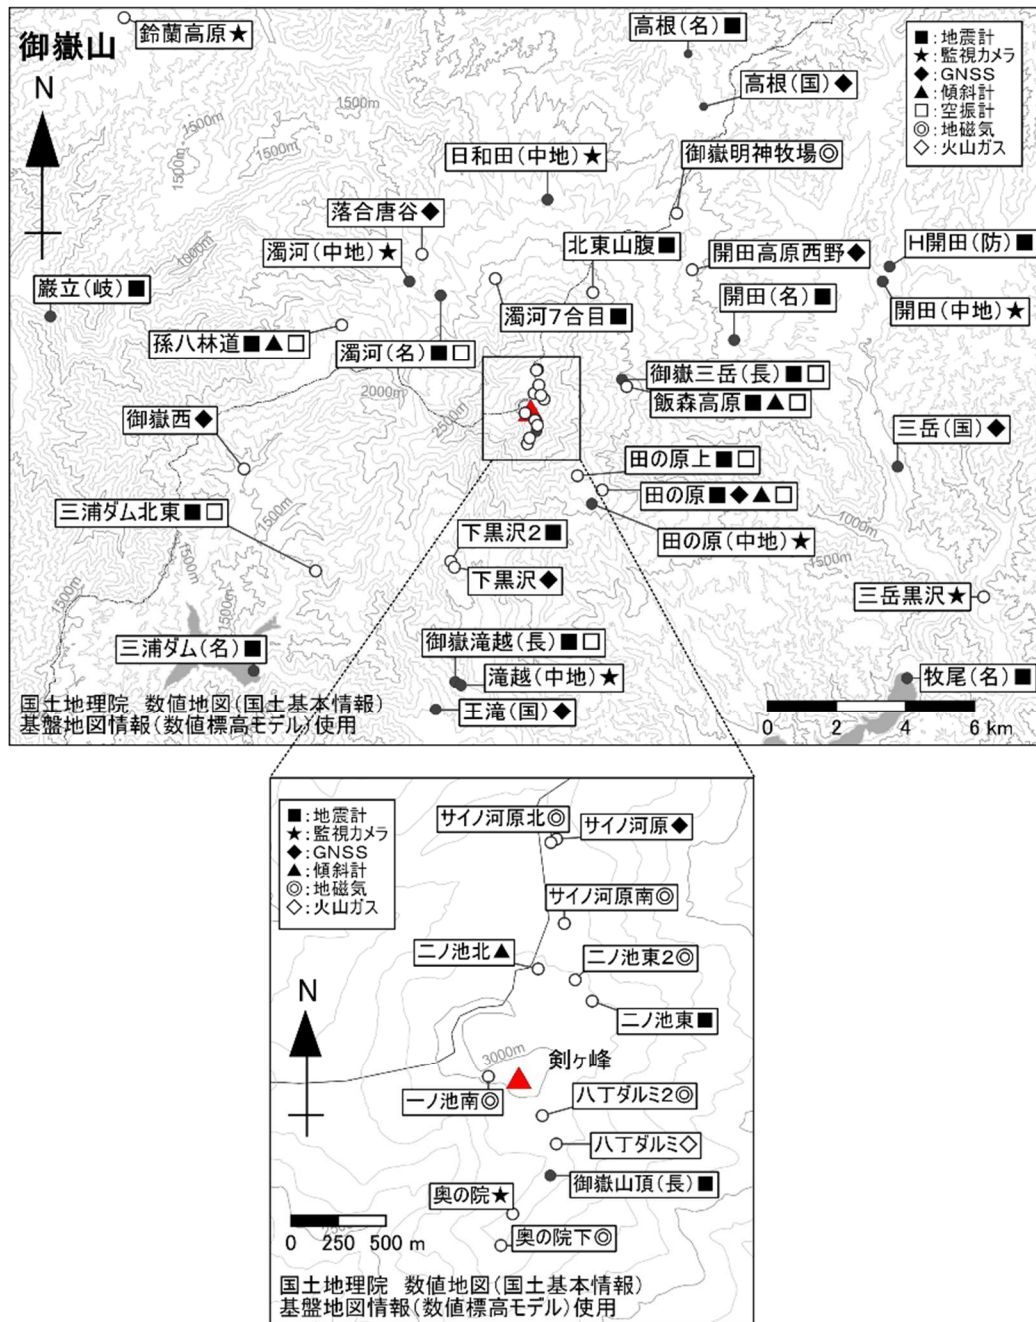 御嶽山
N
鈴蘭高原★
高根(名)■
高根(国)◆
■:地震計
★:監視カメラ
◆:GNSS
▲:傾斜計
□:空振計
◎:地磁気
◇:火山ガス
1500m
1500m
1500m
1500m
1500m
日和田(中地)★
御嶽明神牧場◎
落合唐谷◆
濁河(中地)★
北東山腹■
開田高原西野◆
H開田(防)■
開田(中地)★
1000m
巌立(岐)■
濁河7合目■
開田(名)■
孫八林道■▲□
濁河(名)■□
2000m
2500m
御嶽三岳(長)■□
飯森高原■▲□
御嶽西◆
三岳(国)◆
田の原上■□
田の原■◆▲□
田の原(中地)★
三浦ダム北東■□
1500m
1500m
1500m
1500m
1000m
1500m
下黒沢2■
下黒沢◆
三岳黒沢★
三浦ダム(名)■
御嶽滝越(長)■□
滝越(中地)★
王滝(国)◆
牧尾(名)■
国土地理院 数値地図(国土基本情報)
基盤地図情報(数値標高モデル)使用
0 2 4 6 km
■:地震計
★:監視カメラ
◆:GNSS
▲:傾斜計
◎:地磁気
◇:火山ガス
サイノ河原北◎
サイノ河原◆
サイノ河原南◎
二ノ池北▲
二ノ池東2◎
二ノ池東■
N
3000m
剣ヶ峰
一ノ池南◎
八丁ダルミ2◎
八丁ダルミ◇
御嶽山頂(長)■
奥の院★
奥の院下◎
0 250 500 m
国土地理院 数値地図(国土基本情報)
基盤地図情報(数値標高モデル)使用